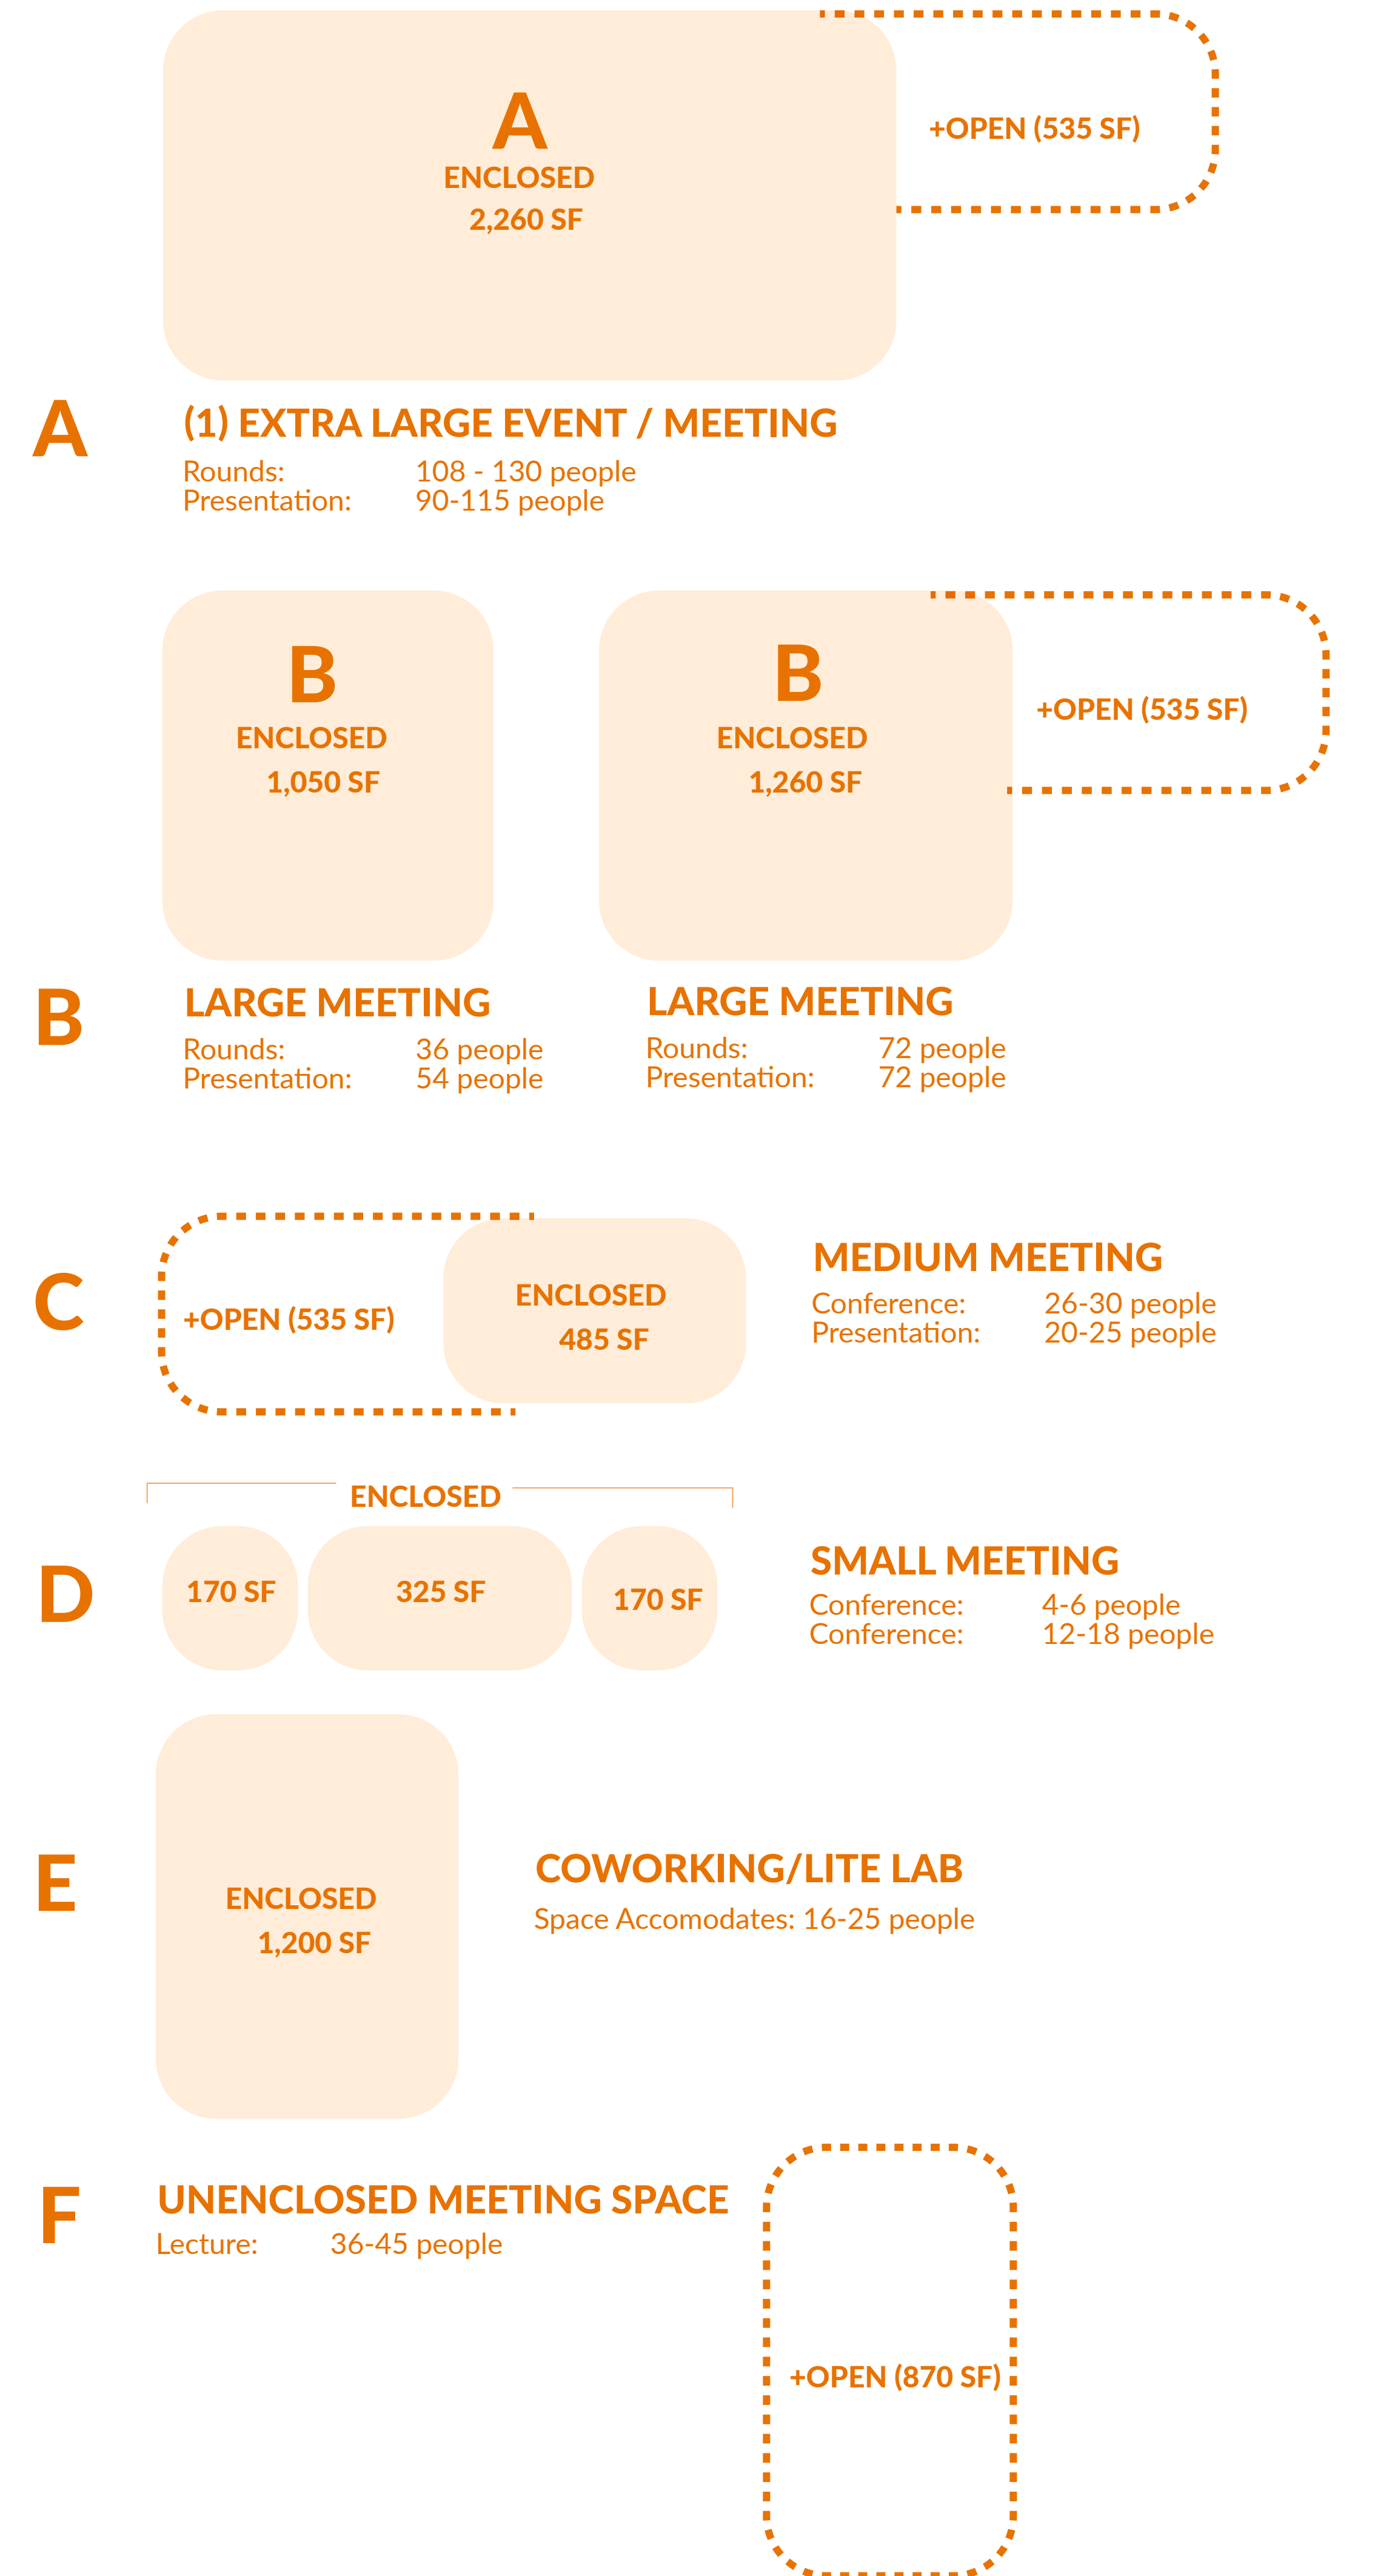 A
ENCLOSED
2,260 SF
+OPEN (535 SF)
A
(1) EXTRA LARGE EVENT / MEETING
Rounds: 108 - 130 people
Presentation: 90-115 people
B
ENCLOSED
1,050 SF
B
ENCLOSED
1,260 SF
+OPEN (535 SF)
B
LARGE MEETING
Rounds: 36 people
Presentation: 54 people
LARGE MEETING
Rounds: 72 people
Presentation: 72 people
C
+OPEN (535 SF)
ENCLOSED
485 SF
MEDIUM MEETING
Conference: 26-30 people
Presentation: 20-25 people
D
ENCLOSED
170 SF
325 SF
170 SF
SMALL MEETING
Conference: 4-6 people
Conference: 12-18 people
E
ENCLOSED
1,200 SF
COWORKING/LITE LAB
Space Accomodates: 16-25 people
F
UNENCLOSED MEETING SPACE
Lecture: 36-45 people
+OPEN (870 SF)